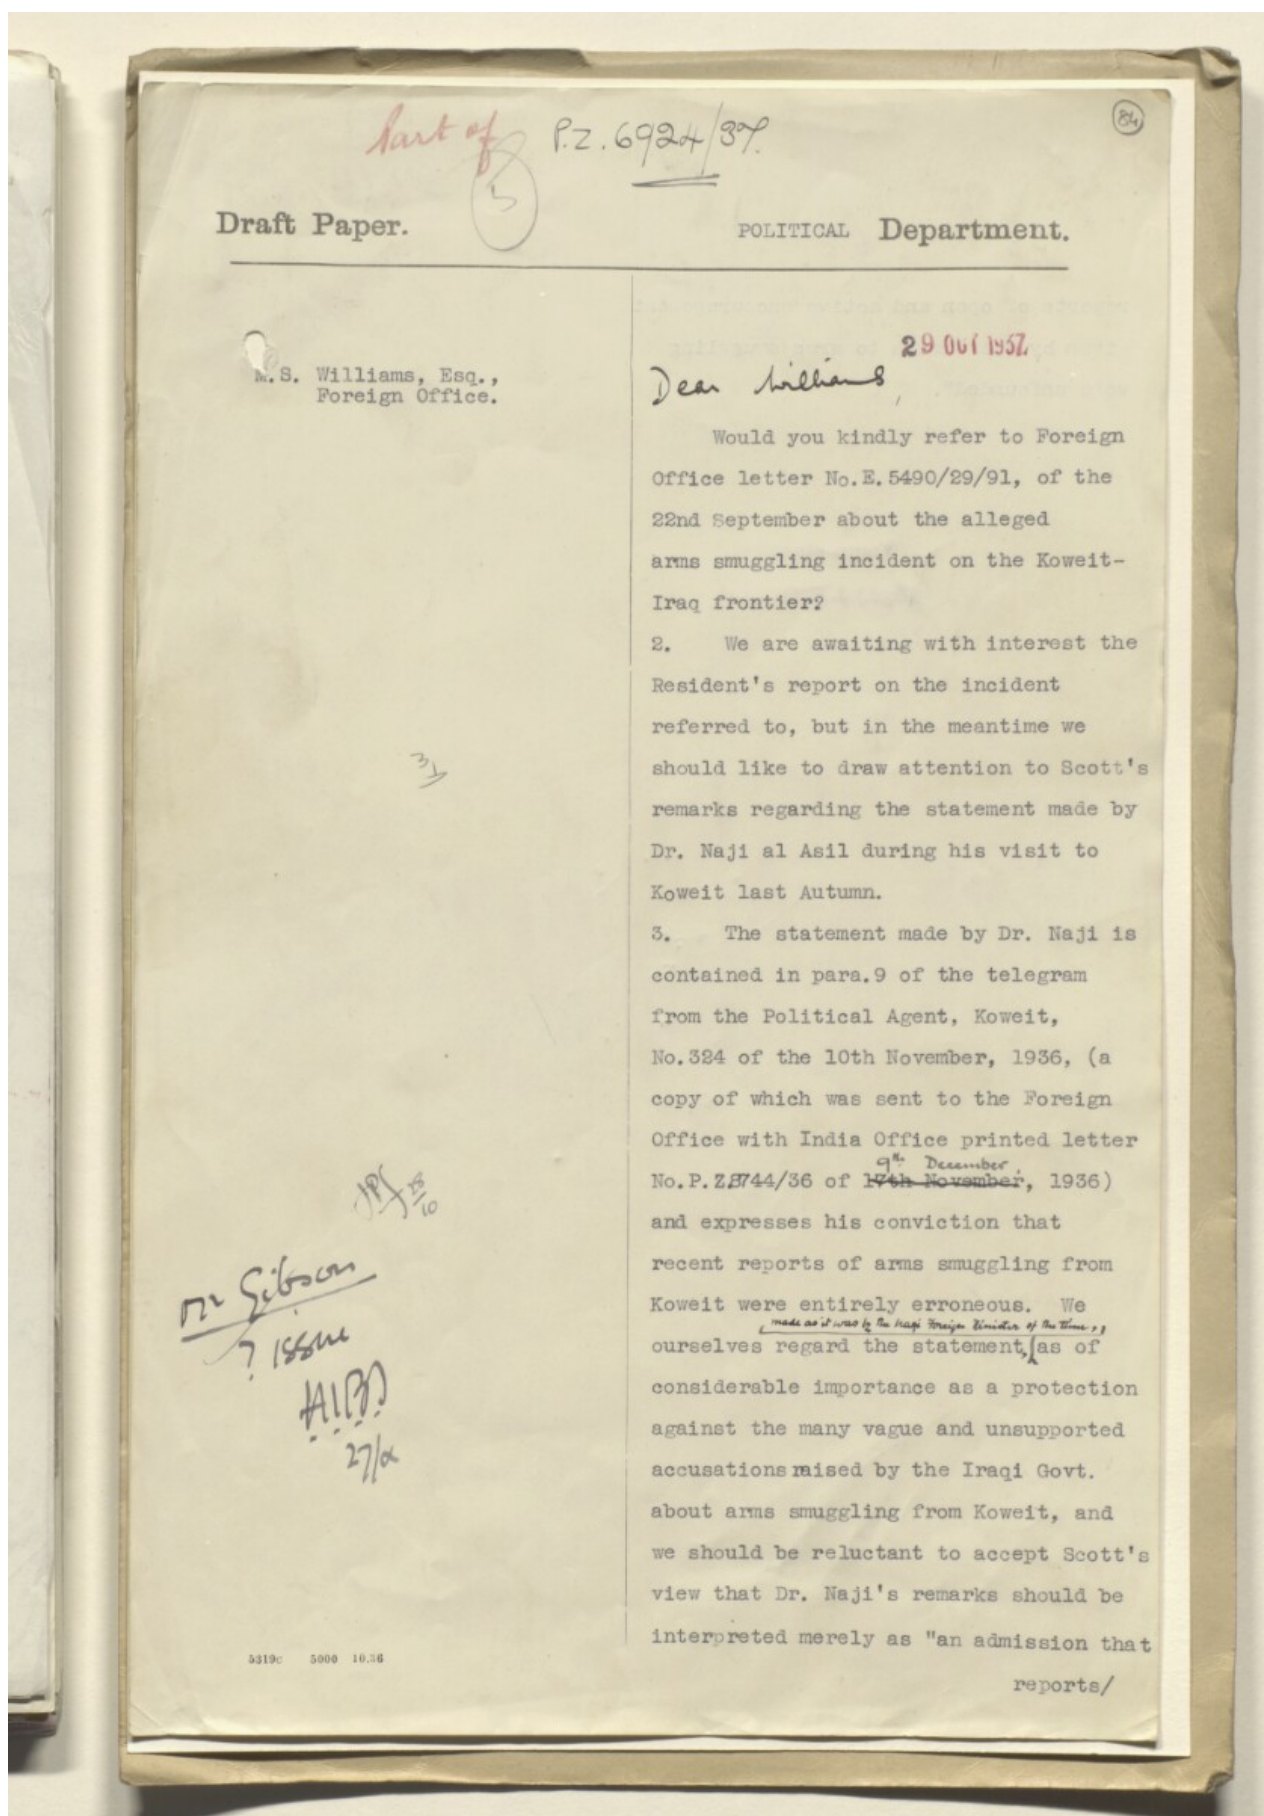 Part of
5
P.Z. 6924/37.
84
Draft Paper.
POLITICAL Department.
29 OCT 1937
M.S. Williams, Esq.,
Foreign Office.
Dear Williams,
Would you kindly refer to Foreign
Office letter No.E.5490/29/91, of the
22nd September about the alleged
arms smuggling incident on the Koweit-
Iraq frontier?
2. We are awaiting with interest the
Resident's report on the incident
referred to, but in the meantime we
should like to draw attention to Scott's
remarks regarding the statement made by
Dr. Naji al Asil during his visit to
Koweit last Autumn.
3. The statement made by Dr. Naji is
contained in para.9 of the telegram
from the Political Agent, Koweit,
No.324 of the 10th November, 1936, (a
copy of which was sent to the Foreign
Office with India Office printed letter
9th December
No.P.Z.8744/36 of 17th November, 1936)
and expresses his conviction that
recent reports of arms smuggling from
Koweit were entirely erroneous. We
, made as it was by the Iraqi Foreign Minister of the time,
ourselves regard the statement, as of
considerable importance as a protection
against the many vague and unsupported
accusations raised by the Iraqi Govt.
about arms smuggling from Koweit, and
we should be reluctant to accept Scott's
view that Dr. Naji's remarks should be
interpreted merely as "an admission that
reports/
28/10
Mr Gibson
? issue
27/x
5319c 5000 10.36